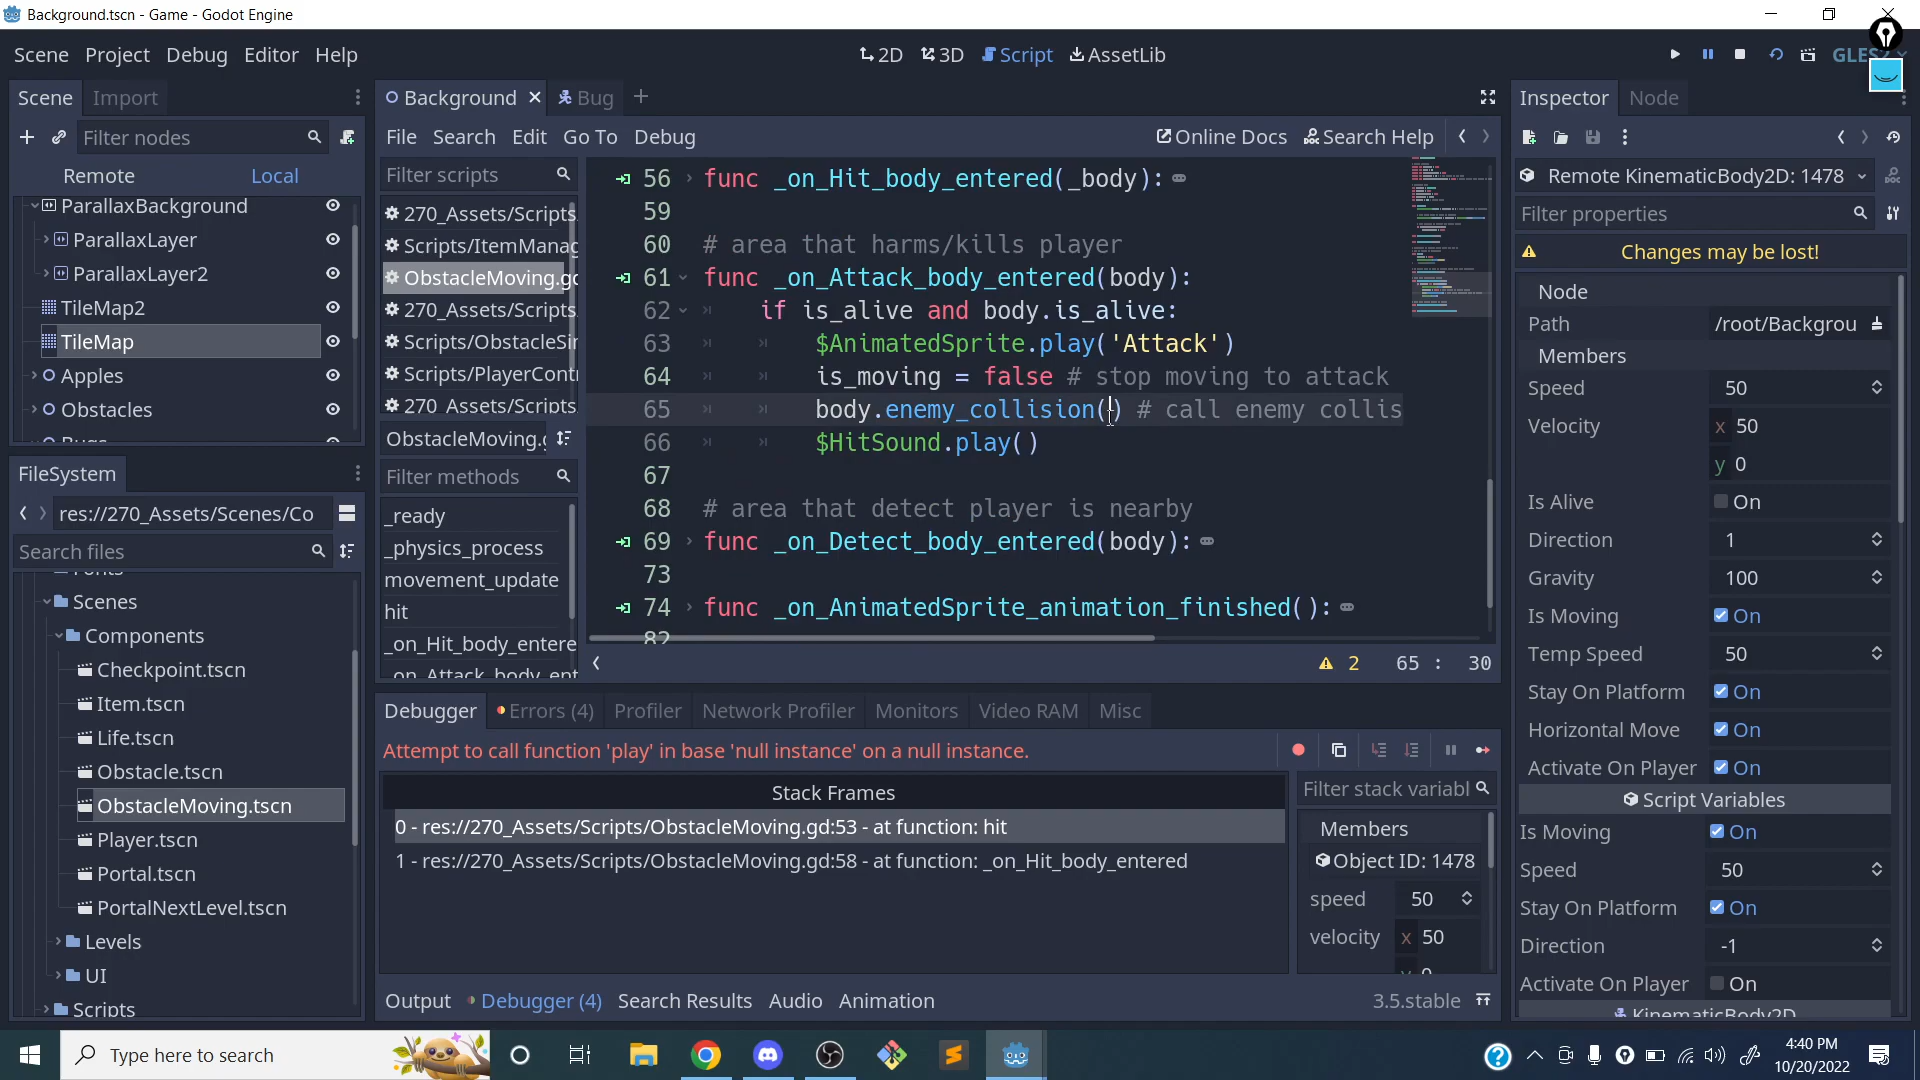 Background.tscn - Game - Godot Engine
Scene Project Debug Editor Help
2D 3D Script AssetLib
GLES2
Scene Import
Filter nodes
Remote Local
ParallaxBackground
ParallaxLayer
ParallaxLayer2
TileMap2
TileMap
Apples
Obstacles
FileSystem
res://270_Assets/Scenes/Co
Search files
Scenes
Components
Checkpoint.tscn
Item.tscn
Life.tscn
Obstacle.tscn
ObstacleMoving.tscn
Player.tscn
Portal.tscn
PortalNextLevel.tscn
Levels
UI
Scripts
Background Bug
File Search Edit Go To Debug
Online Docs Search Help
Filter scripts
270_Assets/Scripts
Scripts/ItemManag
ObstacleMoving.gd
270_Assets/Scripts
Scripts/ObstacleSin
Scripts/PlayerContr
270_Assets/Scripts
ObstacleMoving.g
Filter methods
_ready
_physics_process
movement_update
hit
_on_Hit_body_entere
_on_Attack_body_ent
56 func _on_Hit_body_entered(_body):
59
60 # area that harms/kills player
61 func _on_Attack_body_entered(body):
62 if is_alive and body.is_alive:
63 $AnimatedSprite.play('Attack')
64 is_moving = false # stop moving to attack
65 body.enemy_collision() # call enemy collis
66 $HitSound.play()
67
68 # area that detect player is nearby
69 func _on_Detect_body_entered(body):
73
74 func _on_AnimatedSprite_animation_finished():
82
2 65 : 30
Debugger Errors (4) Profiler Network Profiler Monitors Video RAM Misc
Attempt to call function 'play' in base 'null instance' on a null instance.
Stack Frames
0 - res://270_Assets/Scripts/ObstacleMoving.gd:53 - at function: hit
1 - res://270_Assets/Scripts/ObstacleMoving.gd:58 - at function: _on_Hit_body_entered
Filter stack variabl
Members
Object ID: 1478
speed 50
velocity x 50
Output Debugger (4) Search Results Audio Animation
3.5.stable
Inspector Node
Remote KinematicBody2D: 1478
Filter properties
Changes may be lost!
Node
Path /root/Backgrou
Members
Speed 50
Velocity x 50
y 0
Is Alive On
Direction 1
Gravity 100
Is Moving On
Temp Speed 50
Stay On Platform On
Horizontal Move On
Activate On Player On
Script Variables
Is Moving On
Speed 50
Stay On Platform On
Direction -1
Activate On Player On
KinematicBody2D
Type here to search
4:40 PM
10/20/2022